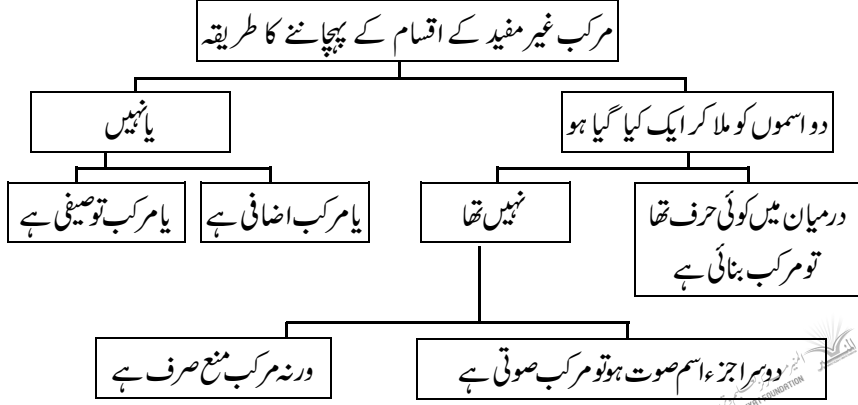 مرکب غیر مفید کے اقسام کے پہچاننے کا طریقہ
دو اسموں کو ملا کر ایک کیا گیا ہو
یا نہیں
درمیان میں کوئی حرف تھا
تو مرکب بنائی ہے
نہیں تھا
یا مرکب اضافی ہے
یا مرکب توصیفی ہے
دوسرا جزء اسم صوت ہو تو مرکب صوتی ہے
ورنہ مرکب منع صرف ہے
FOUNDATION